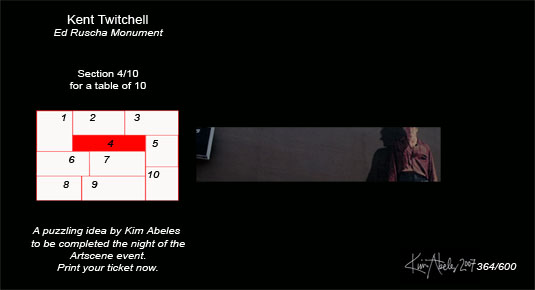 Kent Twitchell
Ed Ruscha Monument
Section 4/10
for a table of 10
1 2 3
4 5
6 7
8 9 10
A puzzling idea by Kim Abeles
to be completed the night of the
Artscene event.
Print your ticket now.
Kim Abeles 2007 364/600